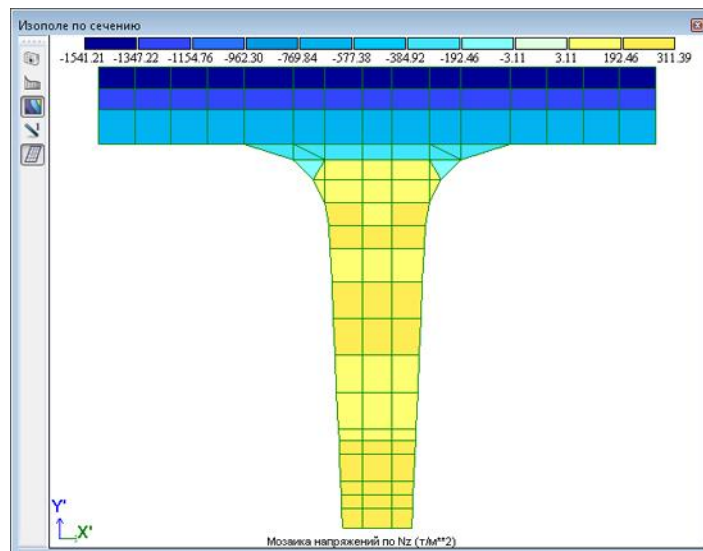 Изополе по сечению
-1541.21 -1347.22 -1154.76 -962.30 -769.84 -577.38 -384.92 -192.46 -3.11 3.11 192.46 311.39
Y'
X'
Мозаика напряжений по Nz (т/м**2)